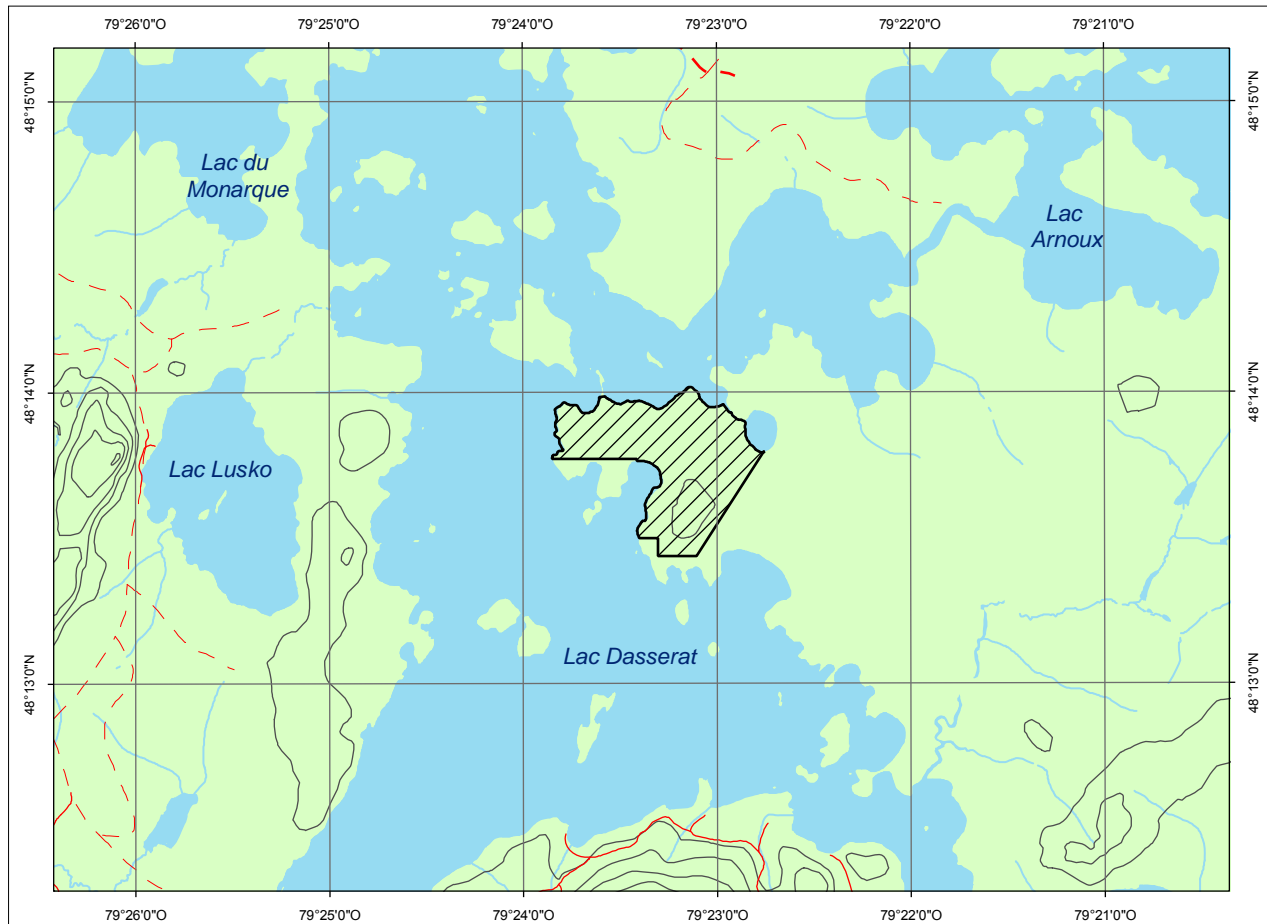 79°26'0"O 79°25'0"O 79°24'0"O 79°23'0"O 79°22'0"O 79°21'0"O
48°15'0"N 48°15'0"N
Lac du
Monarque
Lac
Arnoux
48°14'0"N 48°14'0"N
Lac Lusko
Lac Dasserat
48°13'0"N 48°13'0"N
79°26'0"O 79°25'0"O 79°24'0"O 79°23'0"O 79°22'0"O 79°21'0"O